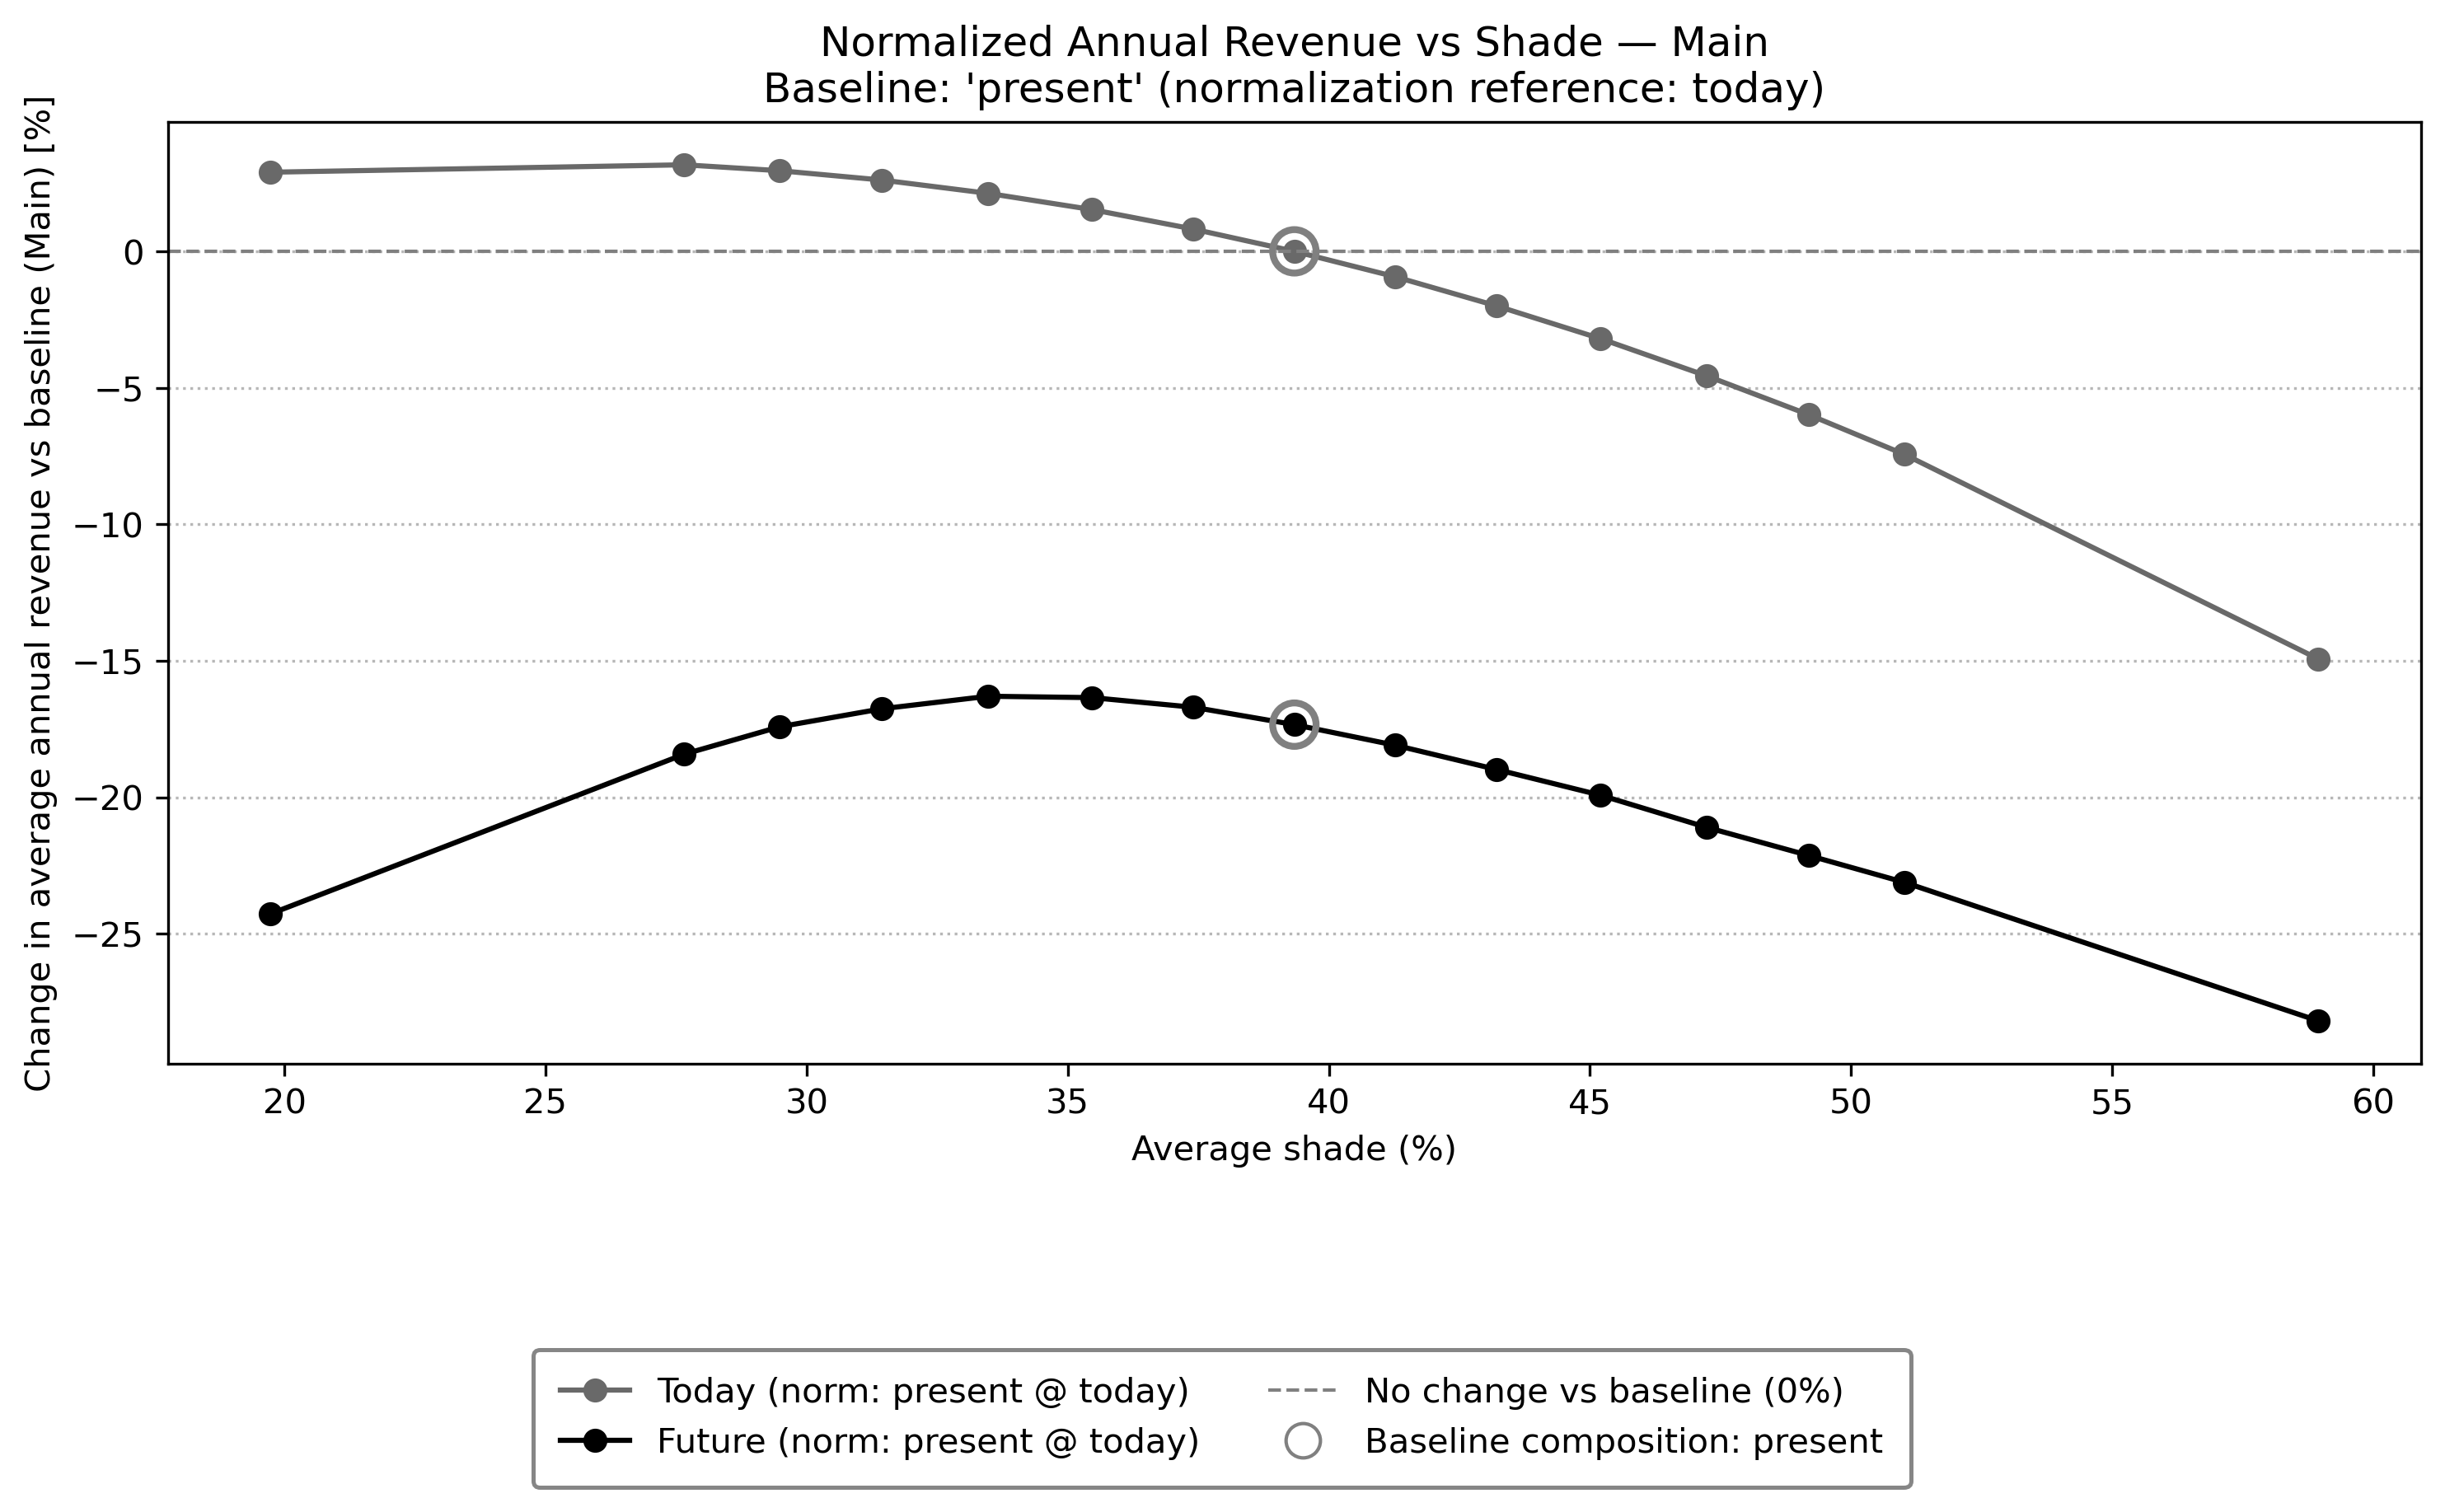 Normalized Annual Revenue vs Shade — Main
Baseline: 'present' (normalization reference: today)
Change in average annual revenue vs baseline (Main) [%]
0
−5
−10
−15
−20
−25
20 25 30 35 40 45 50 55 60
Average shade (%)
Today (norm: present @ today)
Future (norm: present @ today)
No change vs baseline (0%)
Baseline composition: present